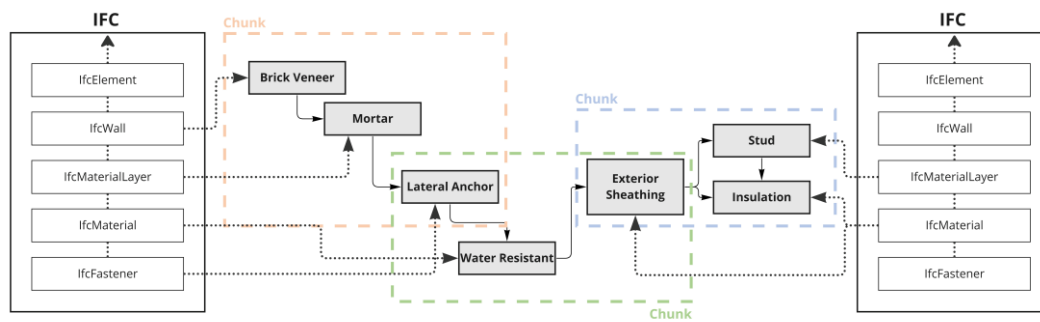 IFC
IfcElement
IfcWall
IfcMaterialLayer
IfcMaterial
IfcFastener
Chunk
Brick Veneer
Mortar
Lateral Anchor
Water Resistant
Chunk
Exterior
Sheathing
Stud
Insulation
Chunk
IFC
IfcElement
IfcWall
IfcMaterialLayer
IfcMaterial
IfcFastener